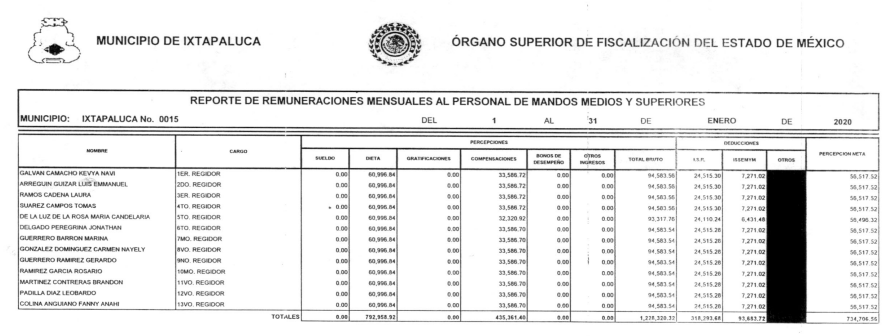 MUNICIPIO DE IXTAPALUCA
ÓRGANO SUPERIOR DE FISCALIZACIÓN DEL ESTADO DE MÉXICO
REPORTE DE REMUNERACIONES MENSUALES AL PERSONAL DE MANDOS MEDIOS Y SUPERIORES
MUNICIPIO: IXTAPALUCA No. 0015 DEL 1 AL 31 DE ENERO DE 2020
PERCEPCIONES DEDUCCIONES
NOMBRE CARGO SUELDO DIETA GRATIFICACIONES COMPENSACIONES BONOS DE DESEMPEÑO OTROS INGRESOS TOTAL BRUTO I.S.R. ISSEMYM OTROS PERCEPCION NETA
GALVAN CAMACHO KEVYA NAVI 1ER. REGIDOR 0.00 60,996.84 0.00 33,586.72 0.00 0.00 94,583.56 24,515.30 7,271.02 56,517.52
ARREGUIN GUIZAR LUIS EMMANUEL 2DO. REGIDOR 0.00 60,996.84 0.00 33,586.72 0.00 0.00 94,583.56 24,515.30 7,271.02 56,517.52
RAMOS CADENA LAURA 3ER. REGIDOR 0.00 60,996.84 0.00 33,586.72 0.00 0.00 94,583.56 24,515.30 7,271.02 56,517.52
SUAREZ CAMPOS TOMAS 4TO. REGIDOR 0.00 60,996.84 0.00 33,586.72 0.00 0.00 94,583.56 24,515.30 7,271.02 56,517.52
DE LA LUZ DE LA ROSA MARIA CANDELARIA 5TO. REGIDOR 0.00 60,996.84 0.00 32,320.92 0.00 0.00 93,317.76 24,110.24 6,431.48 56,498.32
DELGADO PEREGRINA JONATHAN 6TO. REGIDOR 0.00 60,996.84 0.00 33,586.70 0.00 0.00 94,583.54 24,515.28 7,271.02 56,517.52
GUERRERO BARRON MARINA 7MO. REGIDOR 0.00 60,996.84 0.00 33,586.70 0.00 0.00 94,583.54 24,515.28 7,271.02 56,517.52
GONZALEZ DOMINGUEZ CARMEN NAYELY 8VO. REGIDOR 0.00 60,996.84 0.00 33,586.70 0.00 0.00 94,583.54 24,515.28 7,271.02 56,517.52
GUERRERO RAMIREZ GERARDO 9NO. REGIDOR 0.00 60,996.84 0.00 33,586.70 0.00 0.00 94,583.54 24,515.28 7,271.02 56,517.52
RAMIREZ GARCIA ROSARIO 10MO. REGIDOR 0.00 60,996.84 0.00 33,586.70 0.00 0.00 94,583.54 24,515.28 7,271.02 56,517.52
MARTINEZ CONTRERAS BRANDON 11VO. REGIDOR 0.00 60,996.84 0.00 33,586.70 0.00 0.00 94,583.54 24,515.28 7,271.02 56,517.52
PADILLA DIAZ LEOBARDO 12VO. REGIDOR 0.00 60,996.84 0.00 33,586.70 0.00 0.00 94,583.54 24,515.28 7,271.02 56,517.52
COLINA ANGUIANO FANNY ANAHI 13VO. REGIDOR 0.00 60,996.84 0.00 33,586.70 0.00 0.00 94,583.54 24,515.28 7,271.02 56,517.52
TOTALES 0.00 792,958.92 0.00 435,361.40 0.00 0.00 1,228,320.32 318,293.68 93,683.72 734,706.56